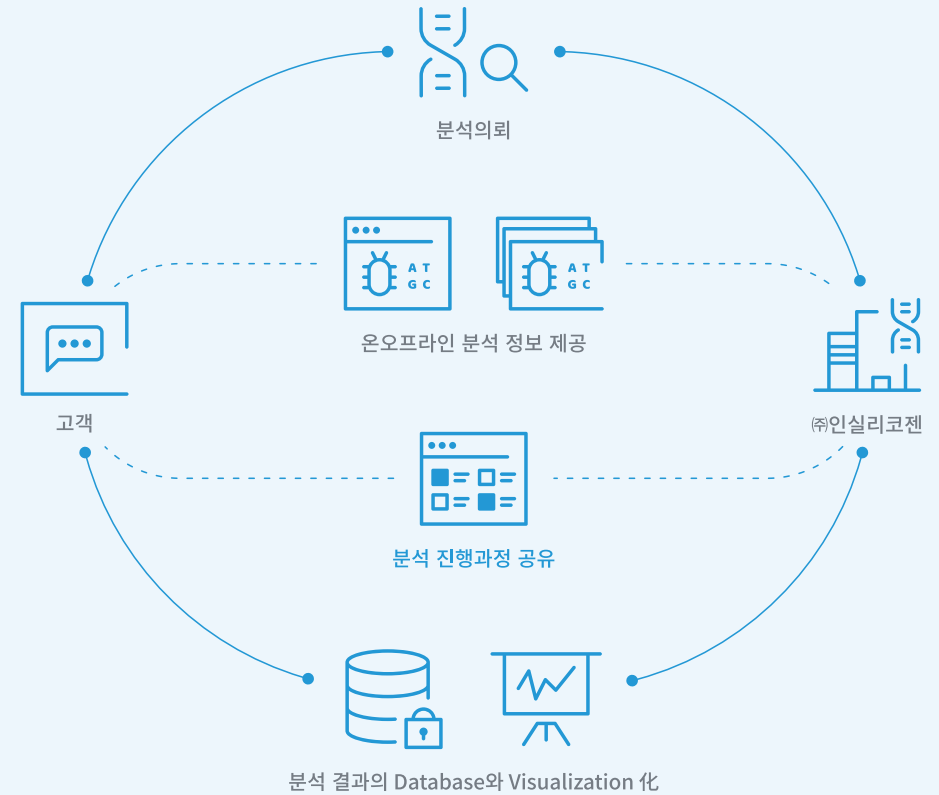 분석의뢰
A T
G C
A T
G C
온오프라인 분석 정보 제공
고객
㈜인실리코젠
분석 진행과정 공유
분석 결과의 Database와 Visualization 化